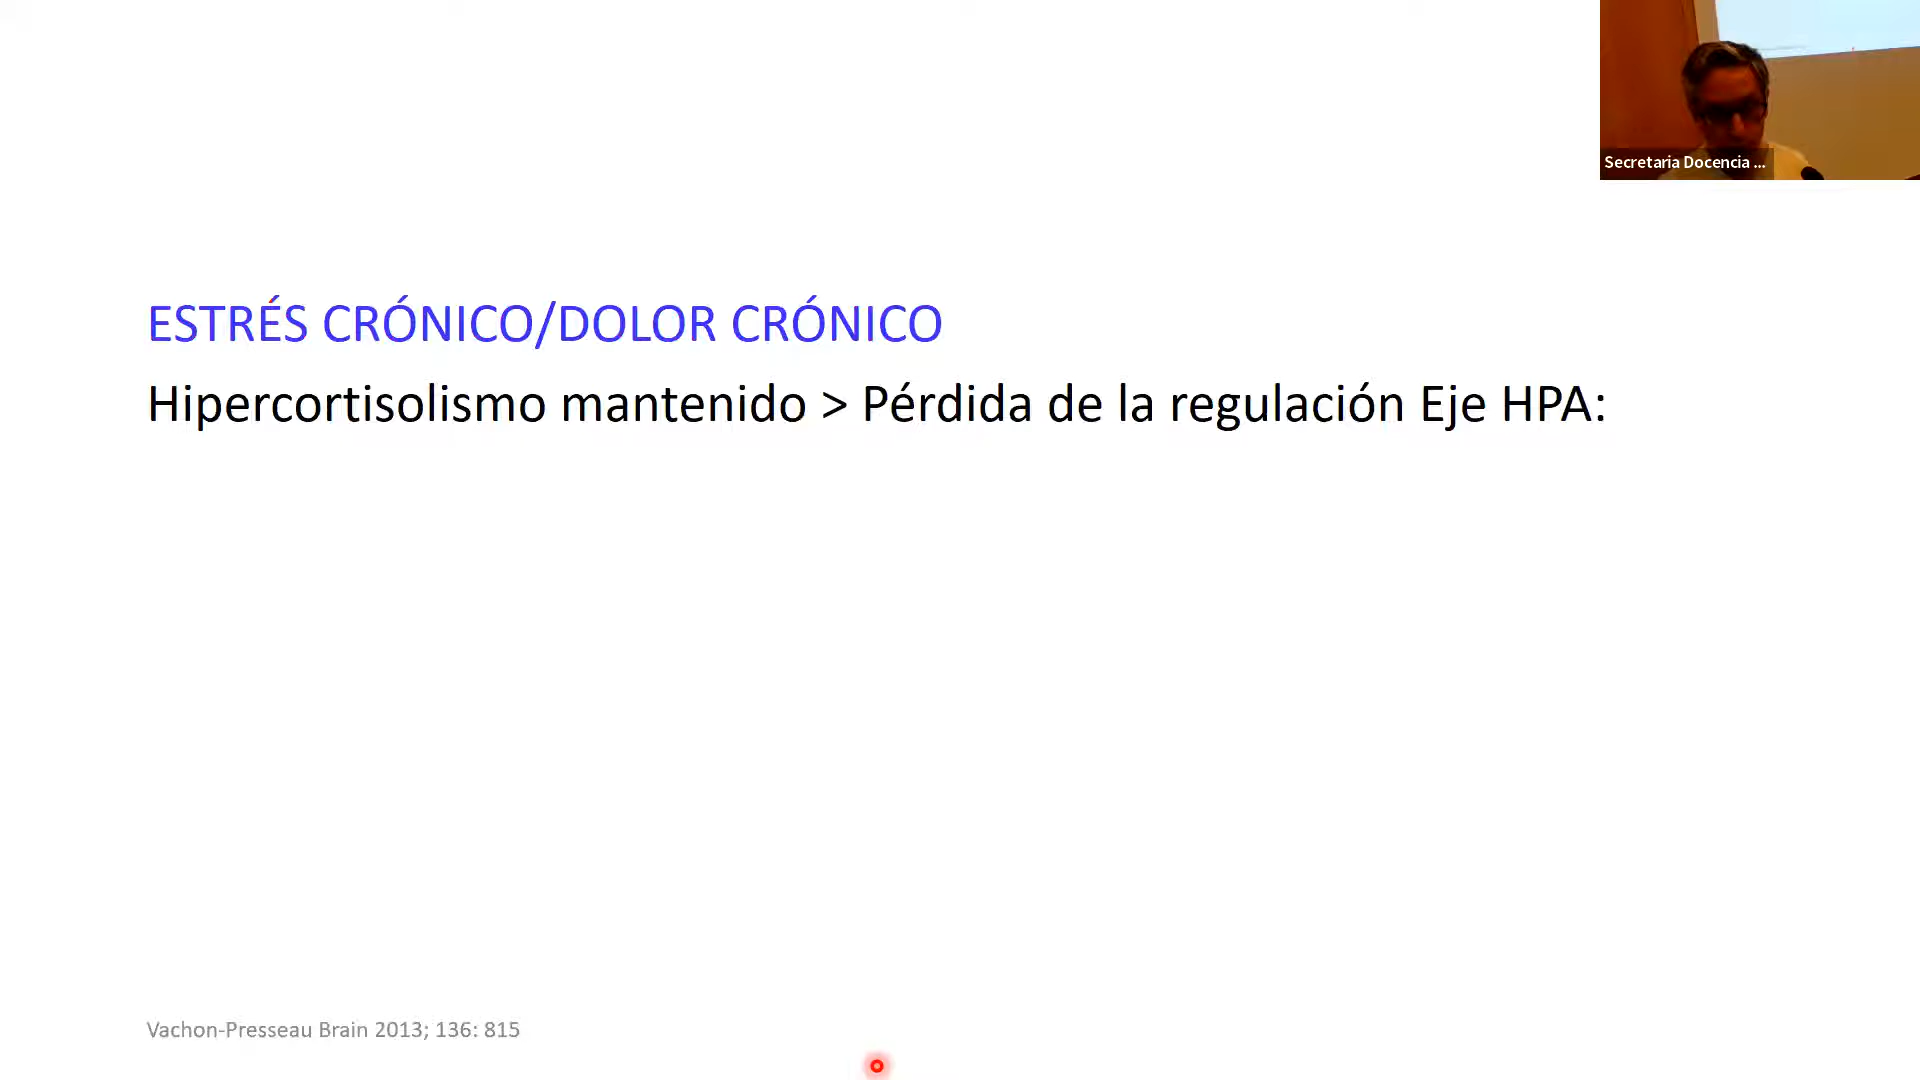 Secretaria Docencia ...
ESTRÉS CRÓNICO/DOLOR CRÓNICO
Hipercortisolismo mantenido > Pérdida de la regulación Eje HPA:
Vachon-Presseau Brain 2013; 136: 815